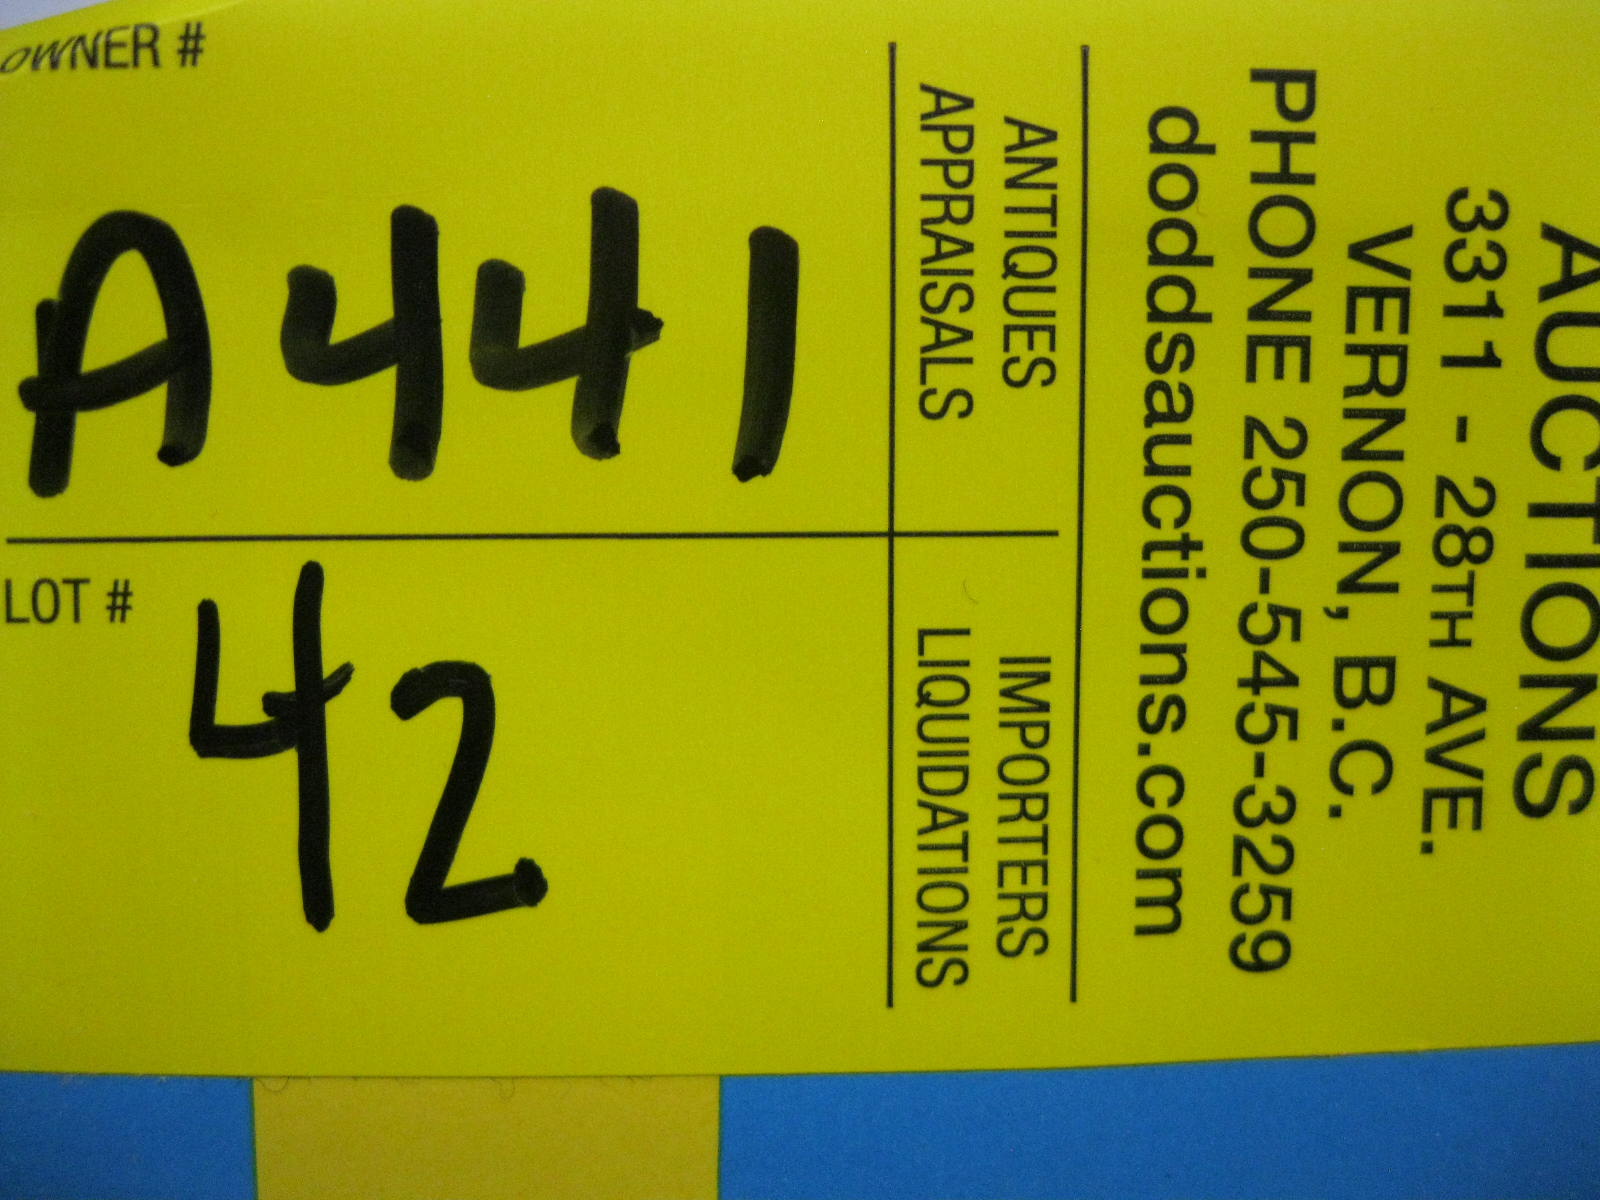 AUCTIONS
3311 - 28TH AVE.
VERNON, B.C.
PHONE 250-545-3259
doddsauctions.com
ANTIQUES
APPRAISALS
IMPORTERS
LIQUIDATIONS
OWNER #
A441
LOT #
42